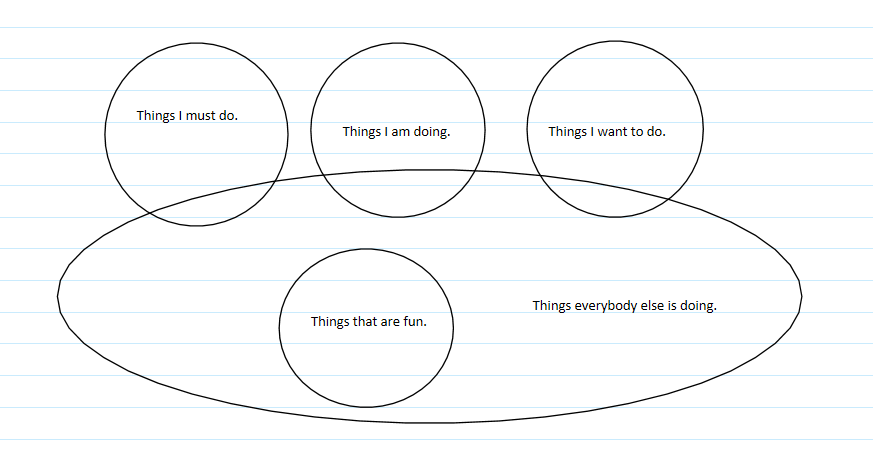 Things I must do.
Things I am doing.
Things I want to do.
Things everybody else is doing.
Things that are fun.